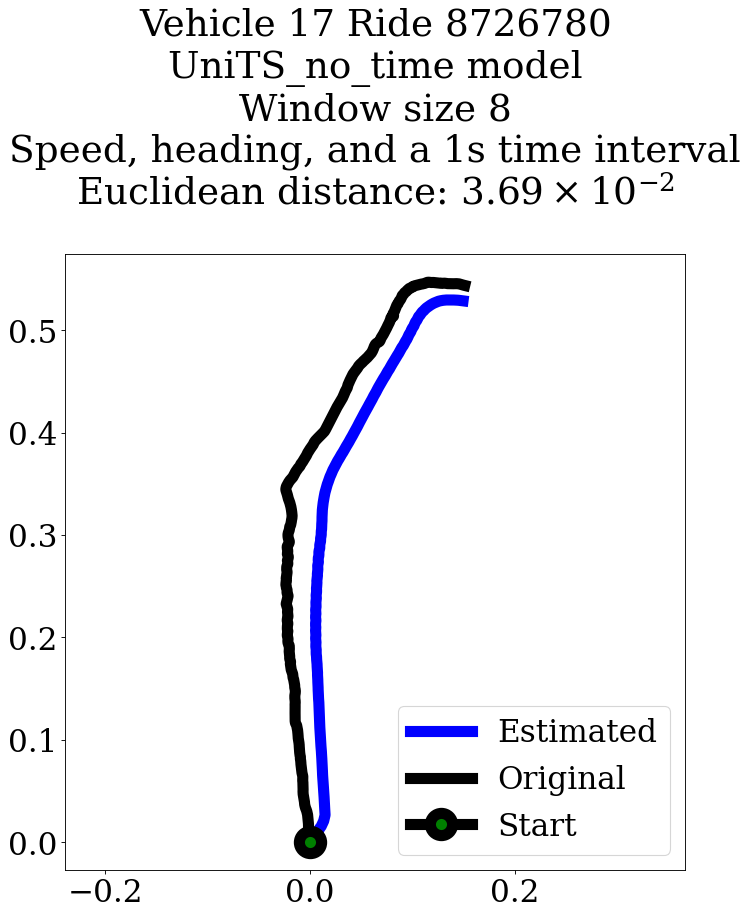 Vehicle 17 Ride 8726780
UniTS_no_time model
Window size 8
Speed, heading, and a 1s time interval
Euclidean distance: 3.69 × 10⁻²
0.5
0.4
0.3
0.2
0.1
0.0
−0.2
0.0
0.2
Estimated
Original
Start